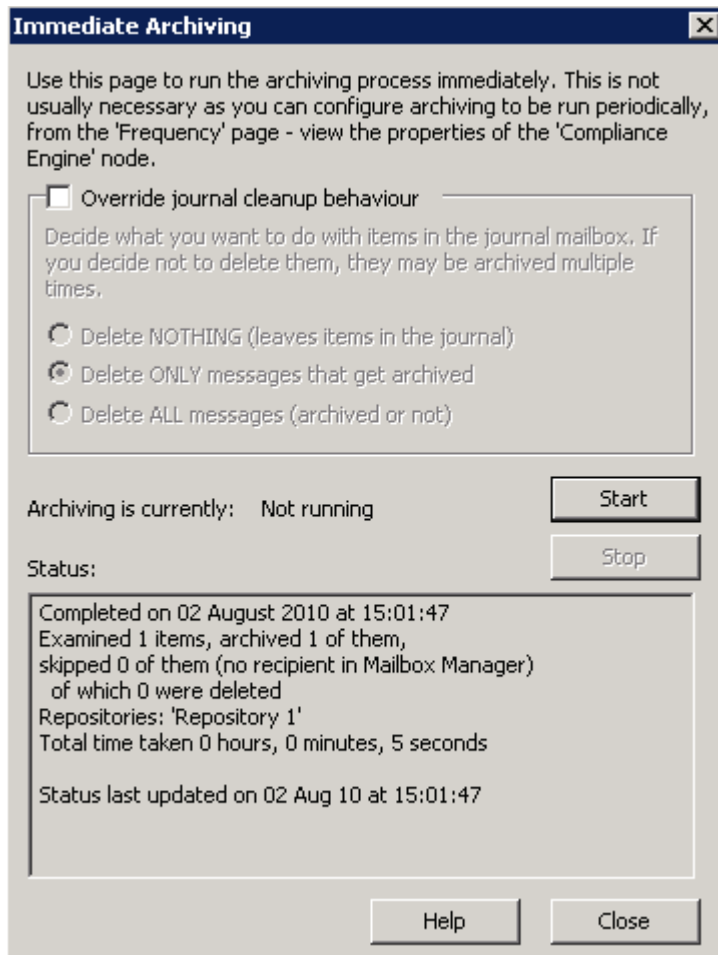 Immediate Archiving
Use this page to run the archiving process immediately. This is not
usually necessary as you can configure archiving to be run periodically,
from the 'Frequency' page - view the properties of the 'Compliance
Engine' node.
Override journal cleanup behaviour
Decide what you want to do with items in the journal mailbox. If
you decide not to delete them, they may be archived multiple
times.
Delete NOTHING (leaves items in the journal)
Delete ONLY messages that get archived
Delete ALL messages (archived or not)
Archiving is currently: Not running
Start
Stop
Status:
Completed on 02 August 2010 at 15:01:47
Examined 1 items, archived 1 of them,
skipped 0 of them (no recipient in Mailbox Manager)
of which 0 were deleted
Repositories: 'Repository 1'
Total time taken 0 hours, 0 minutes, 5 seconds
Status last updated on 02 Aug 10 at 15:01:47
Help
Close